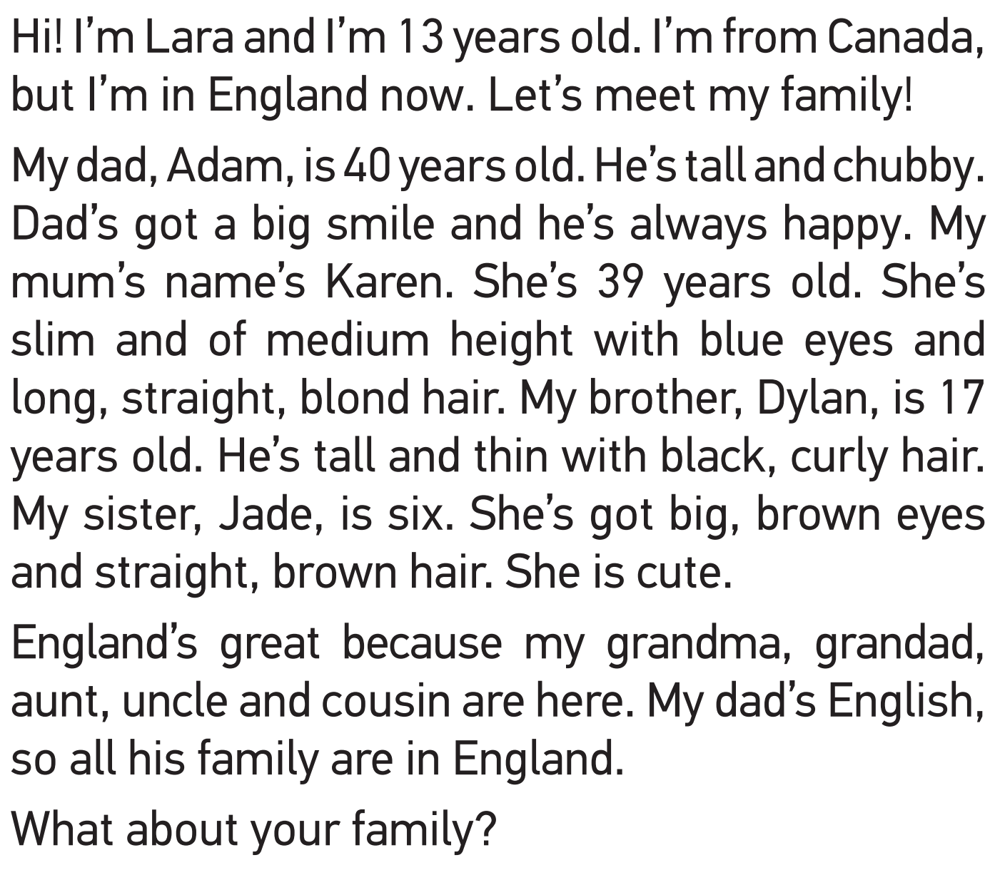 Hi! I’m Lara and I’m 13 years old. I’m from Canada,
but I’m in England now. Let’s meet my family!
My dad, Adam, is 40 years old. He’s tall and chubby.
Dad’s got a big smile and he’s always happy. My
mum’s name’s Karen. She’s 39 years old. She’s
slim and of medium height with blue eyes and
long, straight, blond hair. My brother, Dylan, is 17
years old. He’s tall and thin with black, curly hair.
My sister, Jade, is six. She’s got big, brown eyes
and straight, brown hair. She is cute.
England’s great because my grandma, grandad,
aunt, uncle and cousin are here. My dad’s English,
so all his family are in England.
What about your family?